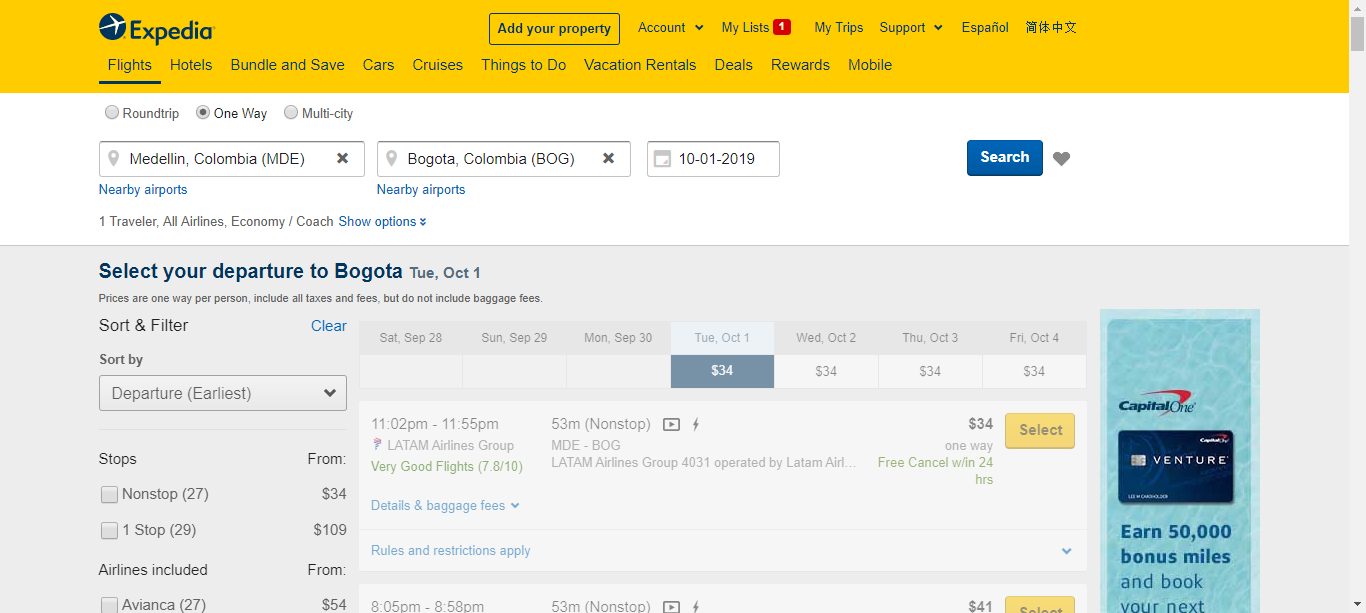 Expedia
Add your property
Account
My Lists 1
My Trips
Support
Español
简体中文
Flights
Hotels
Bundle and Save
Cars
Cruises
Things to Do
Vacation Rentals
Deals
Rewards
Mobile
Roundtrip
One Way
Multi-city
Medellin, Colombia (MDE)
Bogota, Colombia (BOG)
10-01-2019
Search
Nearby airports
Nearby airports
1 Traveler, All Airlines, Economy / Coach Show options
Select your departure to Bogota Tue, Oct 1
Prices are one way per person, include all taxes and fees, but do not include baggage fees.
Sort & Filter
Clear
Sort by
Departure (Earliest)
Stops
From:
Nonstop (27)
$34
1 Stop (29)
$109
Airlines included
From:
Avianca (27)
$54
Sat, Sep 28
Sun, Sep 29
Mon, Sep 30
Tue, Oct 1
Wed, Oct 2
Thu, Oct 3
Fri, Oct 4
$34
$34
$34
$34
11:02pm - 11:55pm
53m (Nonstop)
$34
Select
LATAM Airlines Group
MDE - BOG
one way
Very Good Flights (7.8/10)
LATAM Airlines Group 4031 operated by Latam Airl...
Free Cancel w/in 24
hrs
Details & baggage fees
Rules and restrictions apply
8:05pm - 8:58pm
53m (Nonstop)
$41
Select
Capital One
Capital One
VENTURE
LEE M CARDHOLDER
Earn 50,000
bonus miles
and book
your next